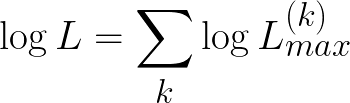 log L = ∑_k log L_{max}^{(k)}